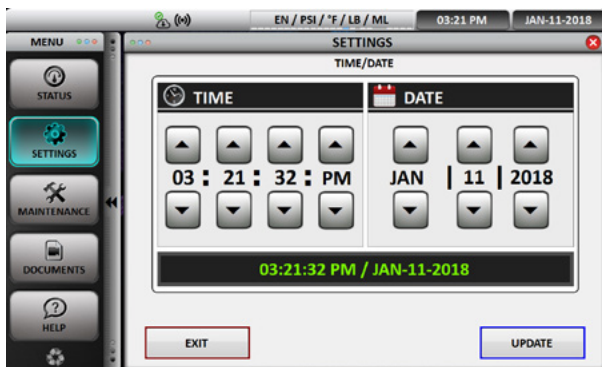 EN / PSI / °F / LB / ML 03:21 PM JAN-11-2018
MENU SETTINGS
TIME/DATE
STATUS
SETTINGS
MAINTENANCE
DOCUMENTS
HELP
TIME DATE
03 : 21 : 32 : PM JAN | 11 | 2018
03:21:32 PM / JAN-11-2018
EXIT UPDATE